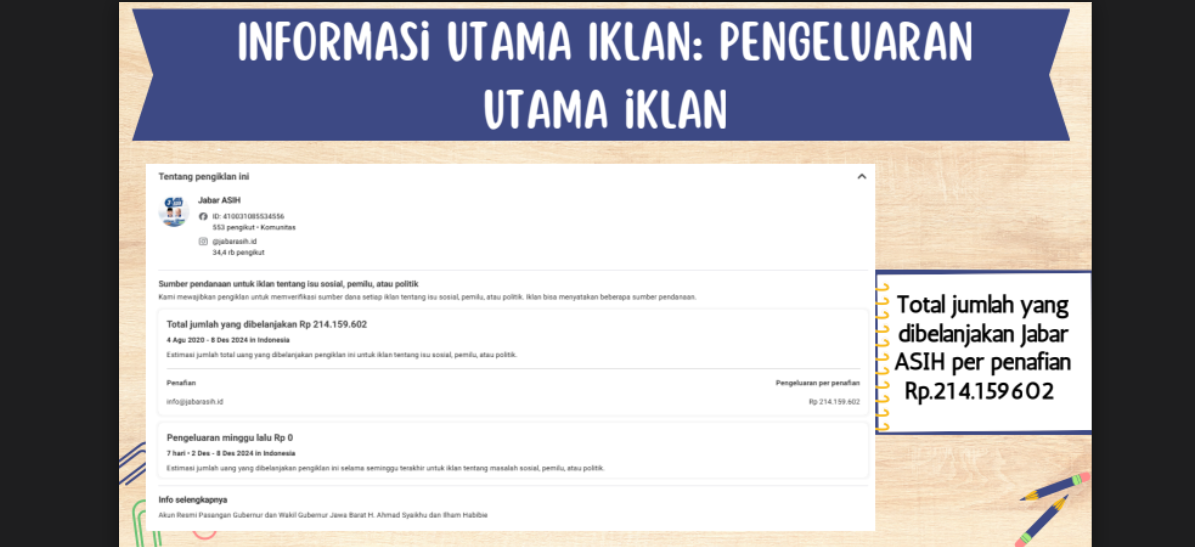 INFORMASi UTAMA IKLAN: PENGELUARAN
UTAMA iKLAN
Tentang pengiklan ini
Jabar ASIH
ID: 410031085534556
553 pengikut • Komunitas
@jabarasih.id
34,4 rb pengikut
Sumber pendanaan untuk iklan tentang isu sosial, pemilu, atau politik
Kami mewajibkan pengiklan untuk memverifikasi sumber dana setiap iklan tentang isu sosial, pemilu, atau politik. Iklan bisa menyatakan beberapa sumber pendanaan.
Total jumlah yang dibelanjakan Rp 214.159.602
4 Agu 2020 - 8 Des 2024 in Indonesia
Estimasi jumlah total uang yang dibelanjakan pengiklan ini untuk iklan tentang isu sosial, pemilu, atau politik.
Penafian Pengeluaran per penafian
info@jabarasih.id Rp 214.159.602
Pengeluaran minggu lalu Rp 0
7 hari • 2 Des - 8 Des 2024 in Indonesia
Estimasi jumlah uang yang dibelanjakan pengiklan ini selama seminggu terakhir untuk iklan tentang masalah sosial, pemilu, atau politik.
Info selengkapnya
Akun Resmi Pasangan Gubernur dan Wakil Gubernur Jawa Barat H. Ahmad Syaikhu dan Ilham Habibie
Total jumlah yang
dibelanjakan Jabar
ASIH per penafian
Rp.214.159602